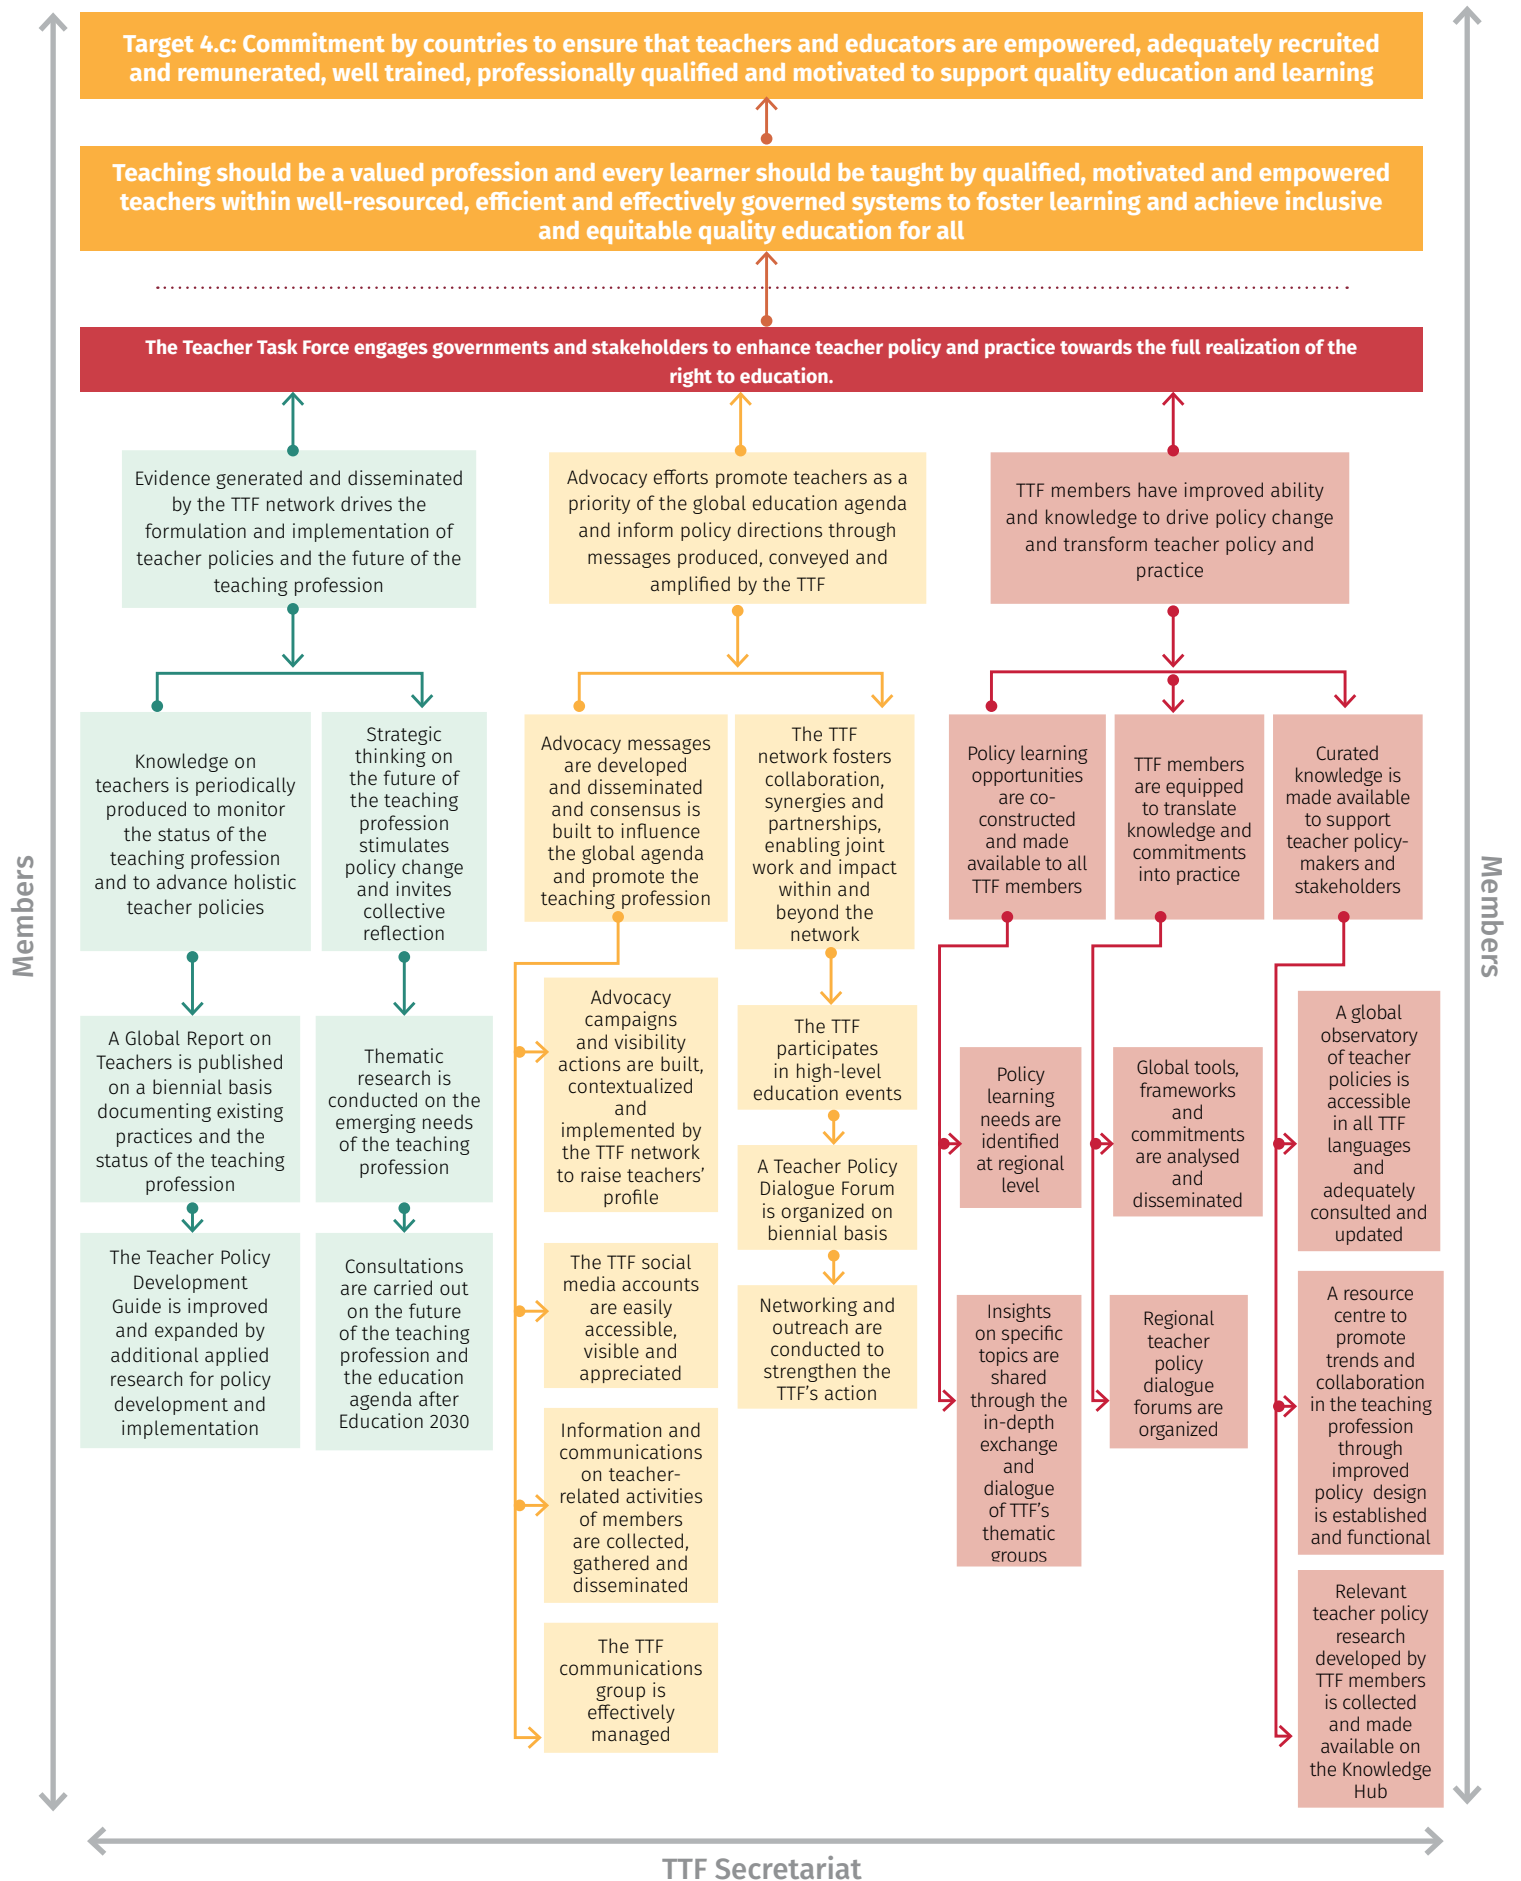 Target 4.c: Commitment by countries to ensure that teachers and educators are empowered, adequately recruited
and remunerated, well trained, professionally qualified and motivated to support quality education and learning
Teaching should be a valued profession and every learner should be taught by qualified, motivated and empowered
teachers within well-resourced, efficient and effectively governed systems to foster learning and achieve inclusive
and equitable quality education for all
The Teacher Task Force engages governments and stakeholders to enhance teacher policy and practice towards the full realization of the
right to education.
Evidence generated and disseminated
by the TTF network drives the
formulation and implementation of
teacher policies and the future of the
teaching profession
Advocacy efforts promote teachers as a
priority of the global education agenda
and inform policy directions through
messages produced, conveyed and
amplified by the TTF
TTF members have improved ability
and knowledge to drive policy change
and transform teacher policy and
practice
Knowledge on
teachers is periodically
produced to monitor
the status of the
teaching profession
and to advance holistic
teacher policies
Strategic
thinking on
the future of
the teaching
profession
stimulates
policy change
and invites
collective
reflection
Advocacy messages
are developed
and disseminated
and consensus is
built to influence
the global agenda
and promote the
teaching profession
The TTF
network fosters
collaboration,
synergies and
partnerships,
enabling joint
work and impact
within and
beyond the
network
Policy learning
opportunities
are co-
constructed
and made
available to all
TTF members
TTF members
are equipped
to translate
knowledge and
commitments
into practice
Curated
knowledge is
made available
to support
teacher policy-
makers and
stakeholders
A Global Report on
Teachers is published
on a biennial basis
documenting existing
practices and the
status of the teaching
profession
The Teacher Policy
Development
Guide is improved
and expanded by
additional applied
research for policy
development and
implementation
Thematic
research is
conducted on the
emerging needs
of the teaching
profession
Consultations
are carried out
on the future
of the teaching
profession and
the education
agenda after
Education 2030
Advocacy
campaigns
and visibility
actions are built,
contextualized
and
implemented by
the TTF network
to raise teachers’
profile
The TTF social
media accounts
are easily
accessible,
visible and
appreciated
Information and
communications
on teacher-
related activities
of members
are collected,
gathered and
disseminated
The TTF
communications
group is
effectively
managed
The TTF
participates
in high-level
education events
A Teacher Policy
Dialogue Forum
is organized on
biennial basis
Networking and
outreach are
conducted to
strengthen the
TTF’s action
Policy
learning
needs are
identified
at regional
level
Insights
on specific
topics are
shared
through the
in-depth
exchange
and
dialogue
of TTF’s
thematic
groups
Global tools,
frameworks
and
commitments
are analysed
and
disseminated
Regional
teacher
policy
dialogue
forums are
organized
A global
observatory
of teacher
policies is
accessible
in all TTF
languages
and
adequately
consulted and
updated
A resource
centre to
promote
trends and
collaboration
in the teaching
profession
through
improved
policy design
is established
and functional
Relevant
teacher policy
research
developed by
TTF members
is collected
and made
available on
the Knowledge
Hub
Members
Members
TTF Secretariat